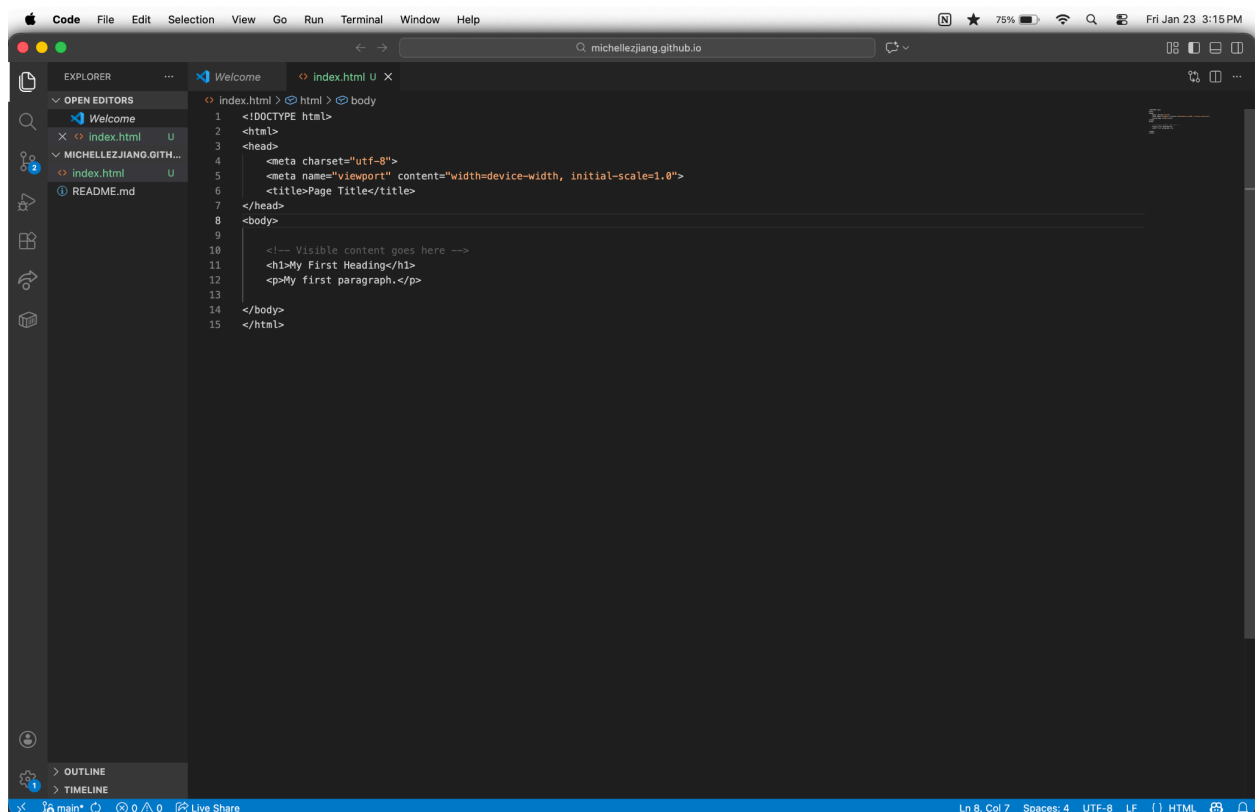 Code File Edit Selection View Go Run Terminal Window Help
N 75% Fri Jan 23 3:15 PM
michellezjiang.github.io
EXPLORER
OPEN EDITORS
Welcome
index.html U
MICHELLEZJIANG.GITH...
index.html U
README.md
OUTLINE
TIMELINE
Welcome
index.html U
index.html > html > body
1 <!DOCTYPE html>
2 <html>
3 <head>
4 <meta charset="utf-8">
5 <meta name="viewport" content="width=device-width, initial-scale=1.0">
6 <title>Page Title</title>
7 </head>
8 <body>
9
10 <!-- Visible content goes here -->
11 <h1>My First Heading</h1>
12 <p>My first paragraph.</p>
13
14 </body>
15 </html>
2
1
main* 0 0 Live Share
Ln 8, Col 7 Spaces: 4 UTF-8 LF {} HTML